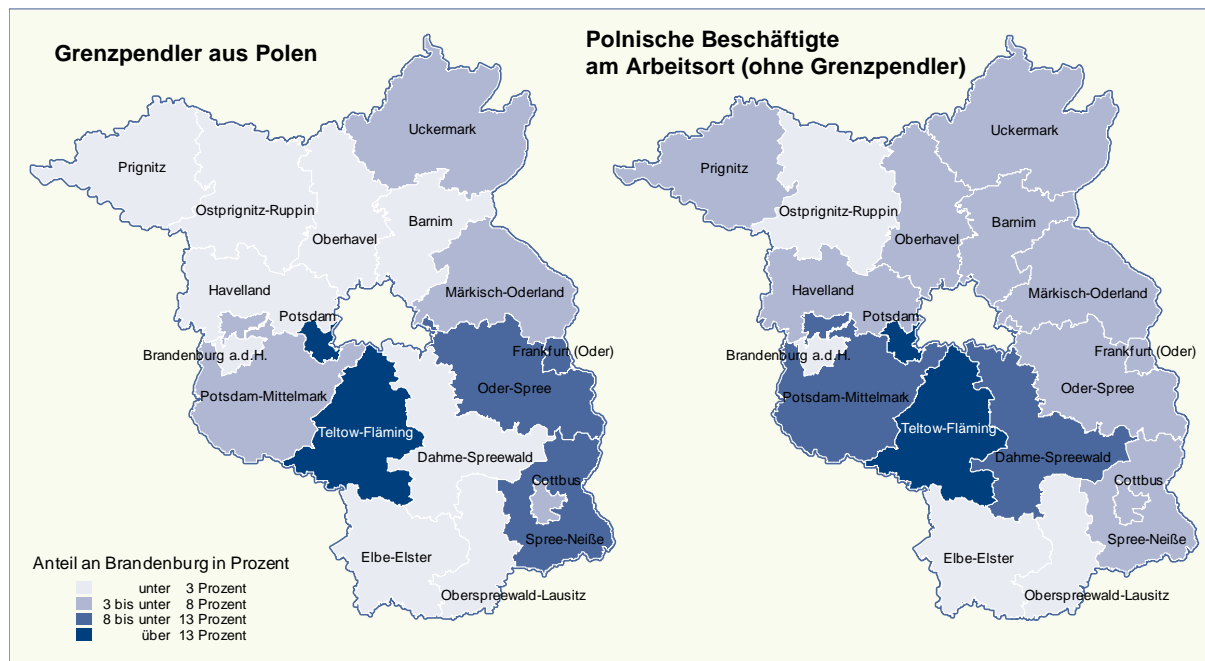 Grenzpendler aus Polen
Uckermark
Prignitz
Ostprignitz-Ruppin
Barnim
Oberhavel
Havelland
Märkisch-Oderland
Potsdam
Brandenburg a.d.H.
Frankfurt (Oder)
Potsdam-Mittelmark
Oder-Spree
Teltow-Fläming
Dahme-Spreewald
Cottbus
Spree-Neiße
Elbe-Elster
Oberspreewald-Lausitz
Anteil an Brandenburg in Prozent
unter 3 Prozent
3 bis unter 8 Prozent
8 bis unter 13 Prozent
über 13 Prozent
Polnische Beschäftigte
am Arbeitsort (ohne Grenzpendler)
Uckermark
Prignitz
Ostprignitz-Ruppin
Barnim
Oberhavel
Havelland
Märkisch-Oderland
Potsdam
Brandenburg a.d.H.
Frankfurt (Oder)
Oder-Spree
Potsdam-Mittelmark
Teltow-Fläming
Dahme-Spreewald
Cottbus
Spree-Neiße
Elbe-Elster
Oberspreewald-Lausitz